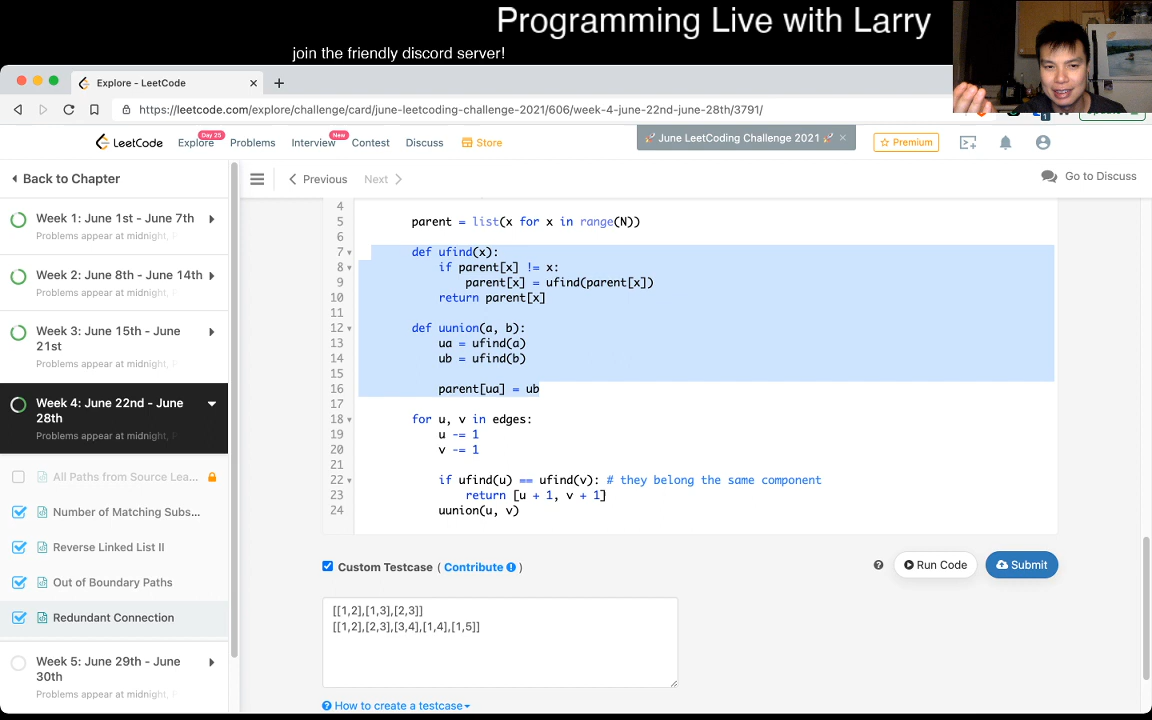 Programming Live with Larry
join the friendly discord server!
Explore - LeetCode
https://leetcode.com/explore/challenge/card/june-leetcoding-challenge-2021/606/week-4-june-22nd-june-28th/3791/
LeetCode Explore Day 25 Problems Interview New Contest Discuss Store
June LeetCoding Challenge 2021
Premium
1
Back to Chapter
Previous Next
Go to Discuss
Week 1: June 1st - June 7th
Problems appear at midnight,
Week 2: June 8th - June 14th
Problems appear at midnight,
Week 3: June 15th - June
21st
Problems appear at midnight,
Week 4: June 22nd - June
28th
Problems appear at midnight,
All Paths from Source Lea...
Number of Matching Subs...
Reverse Linked List II
Out of Boundary Paths
Redundant Connection
Week 5: June 29th - June
30th
Problems appear at midnight,
4
5 parent = list(x for x in range(N))
6
7 def ufind(x):
8 if parent[x] != x:
9 parent[x] = ufind(parent[x])
10 return parent[x]
11
12 def uunion(a, b):
13 ua = ufind(a)
14 ub = ufind(b)
15
16 parent[ua] = ub
17
18 for u, v in edges:
19 u -= 1
20 v -= 1
21
22 if ufind(u) == ufind(v): # they belong the same component
23 return [u + 1, v + 1]
24 uunion(u, v)
Custom Testcase ( Contribute )
Run Code Submit
[[1,2],[1,3],[2,3]]
[[1,2],[2,3],[3,4],[1,4],[1,5]]
How to create a testcase